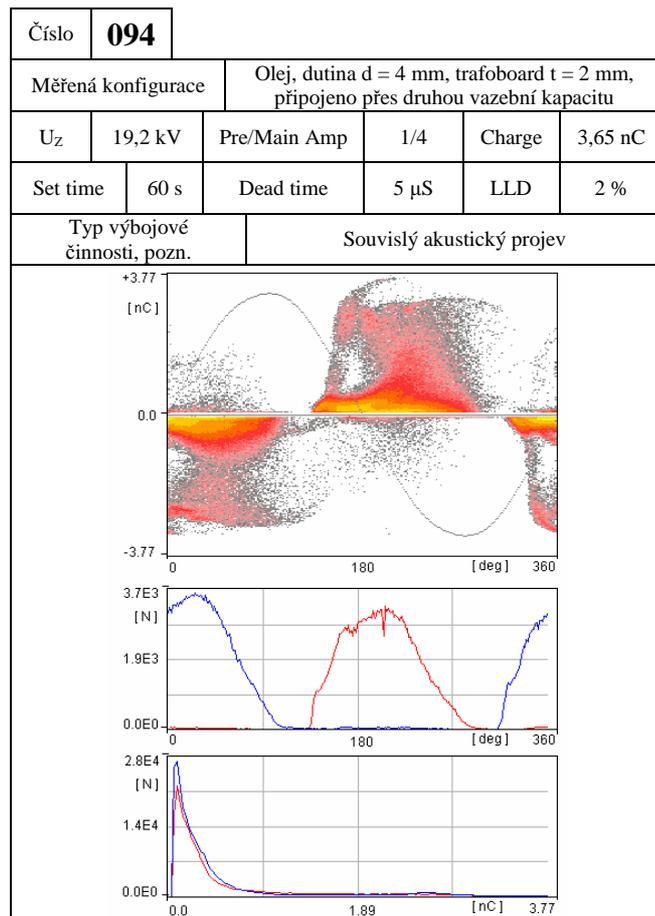 Číslo 094
Měřená konfigurace Olej, dutina d = 4 mm, trafoboard t = 2 mm,
připojeno přes druhou vazební kapacitu
UZ 19,2 kV Pre/Main Amp 1/4 Charge 3,65 nC
Set time 60 s Dead time 5 μS LLD 2 %
Typ výbojové
činnosti, pozn. Souvislý akustický projev
+3.77
[nC]
0.0
-3.77
0 180 [deg] 360
3.7E3
[N]
1.9E3
0.0E0
0 180 [deg] 360
2.8E4
[N]
1.4E4
0.0E0
0.0 1.89 [nC] 3.77